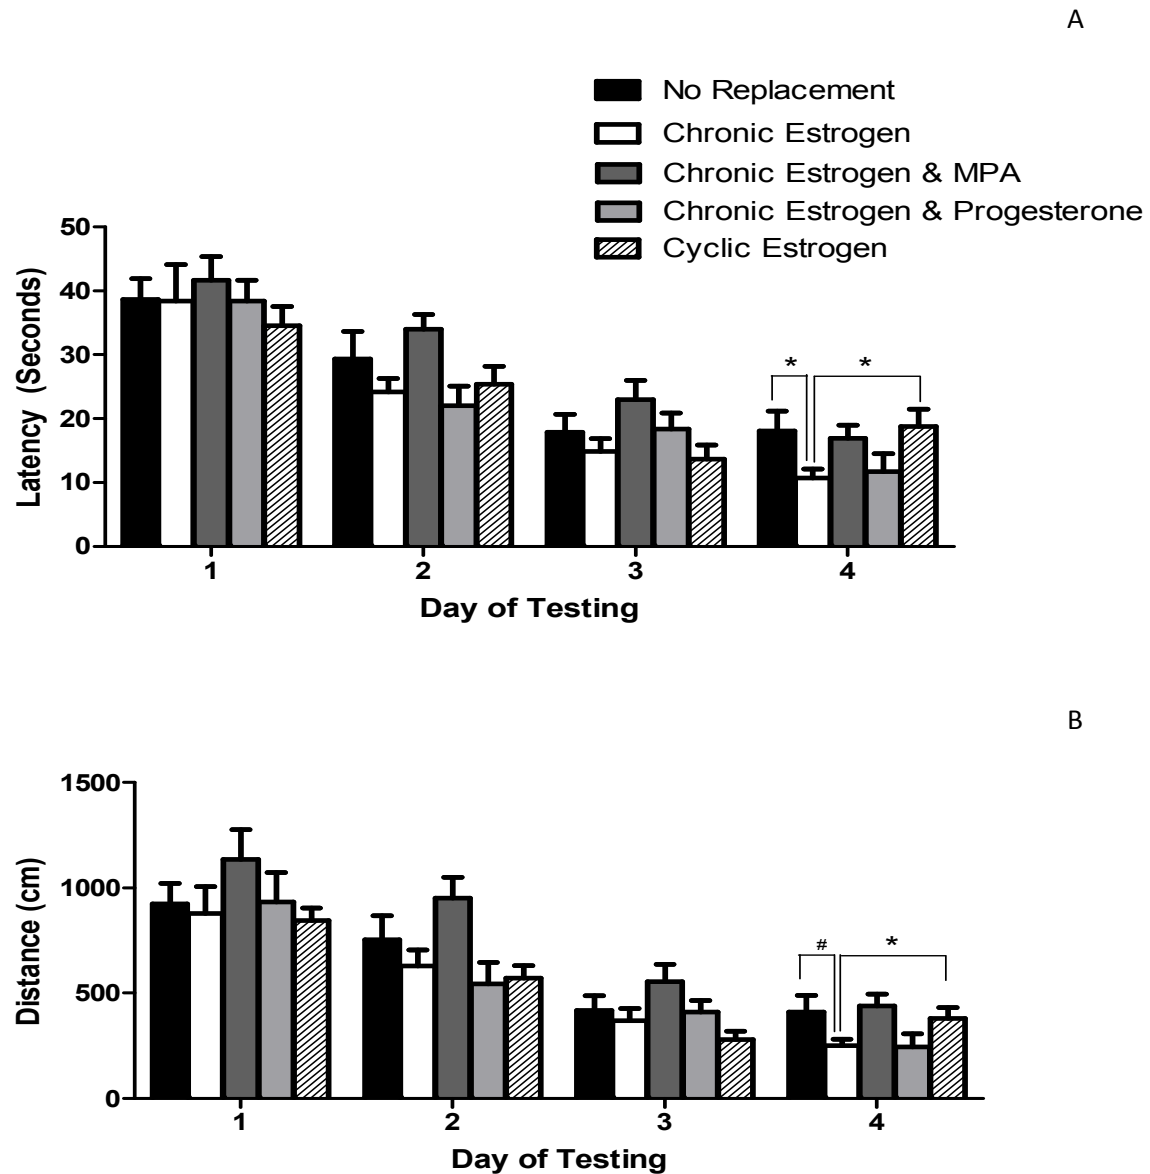 A
No Replacement
Chronic Estrogen
Chronic Estrogen & MPA
Chronic Estrogen & Progesterone
Cyclic Estrogen
Latency (Seconds)
50
40
30
20
10
0
* *
1 2 3 4
Day of Testing
B
Distance (cm)
1500
1000
500
0
# *
1 2 3 4
Day of Testing